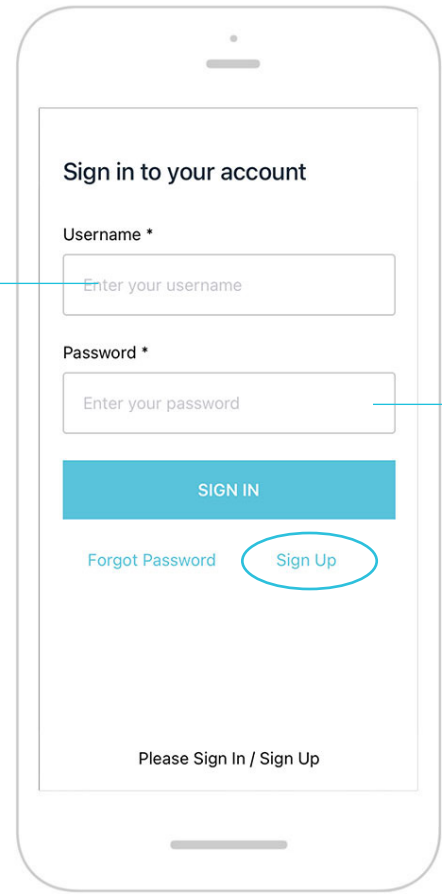 Sign in to your account
Username *
Enter your username
Password *
Enter your password
SIGN IN
Forgot Password Sign Up
Please Sign In / Sign Up